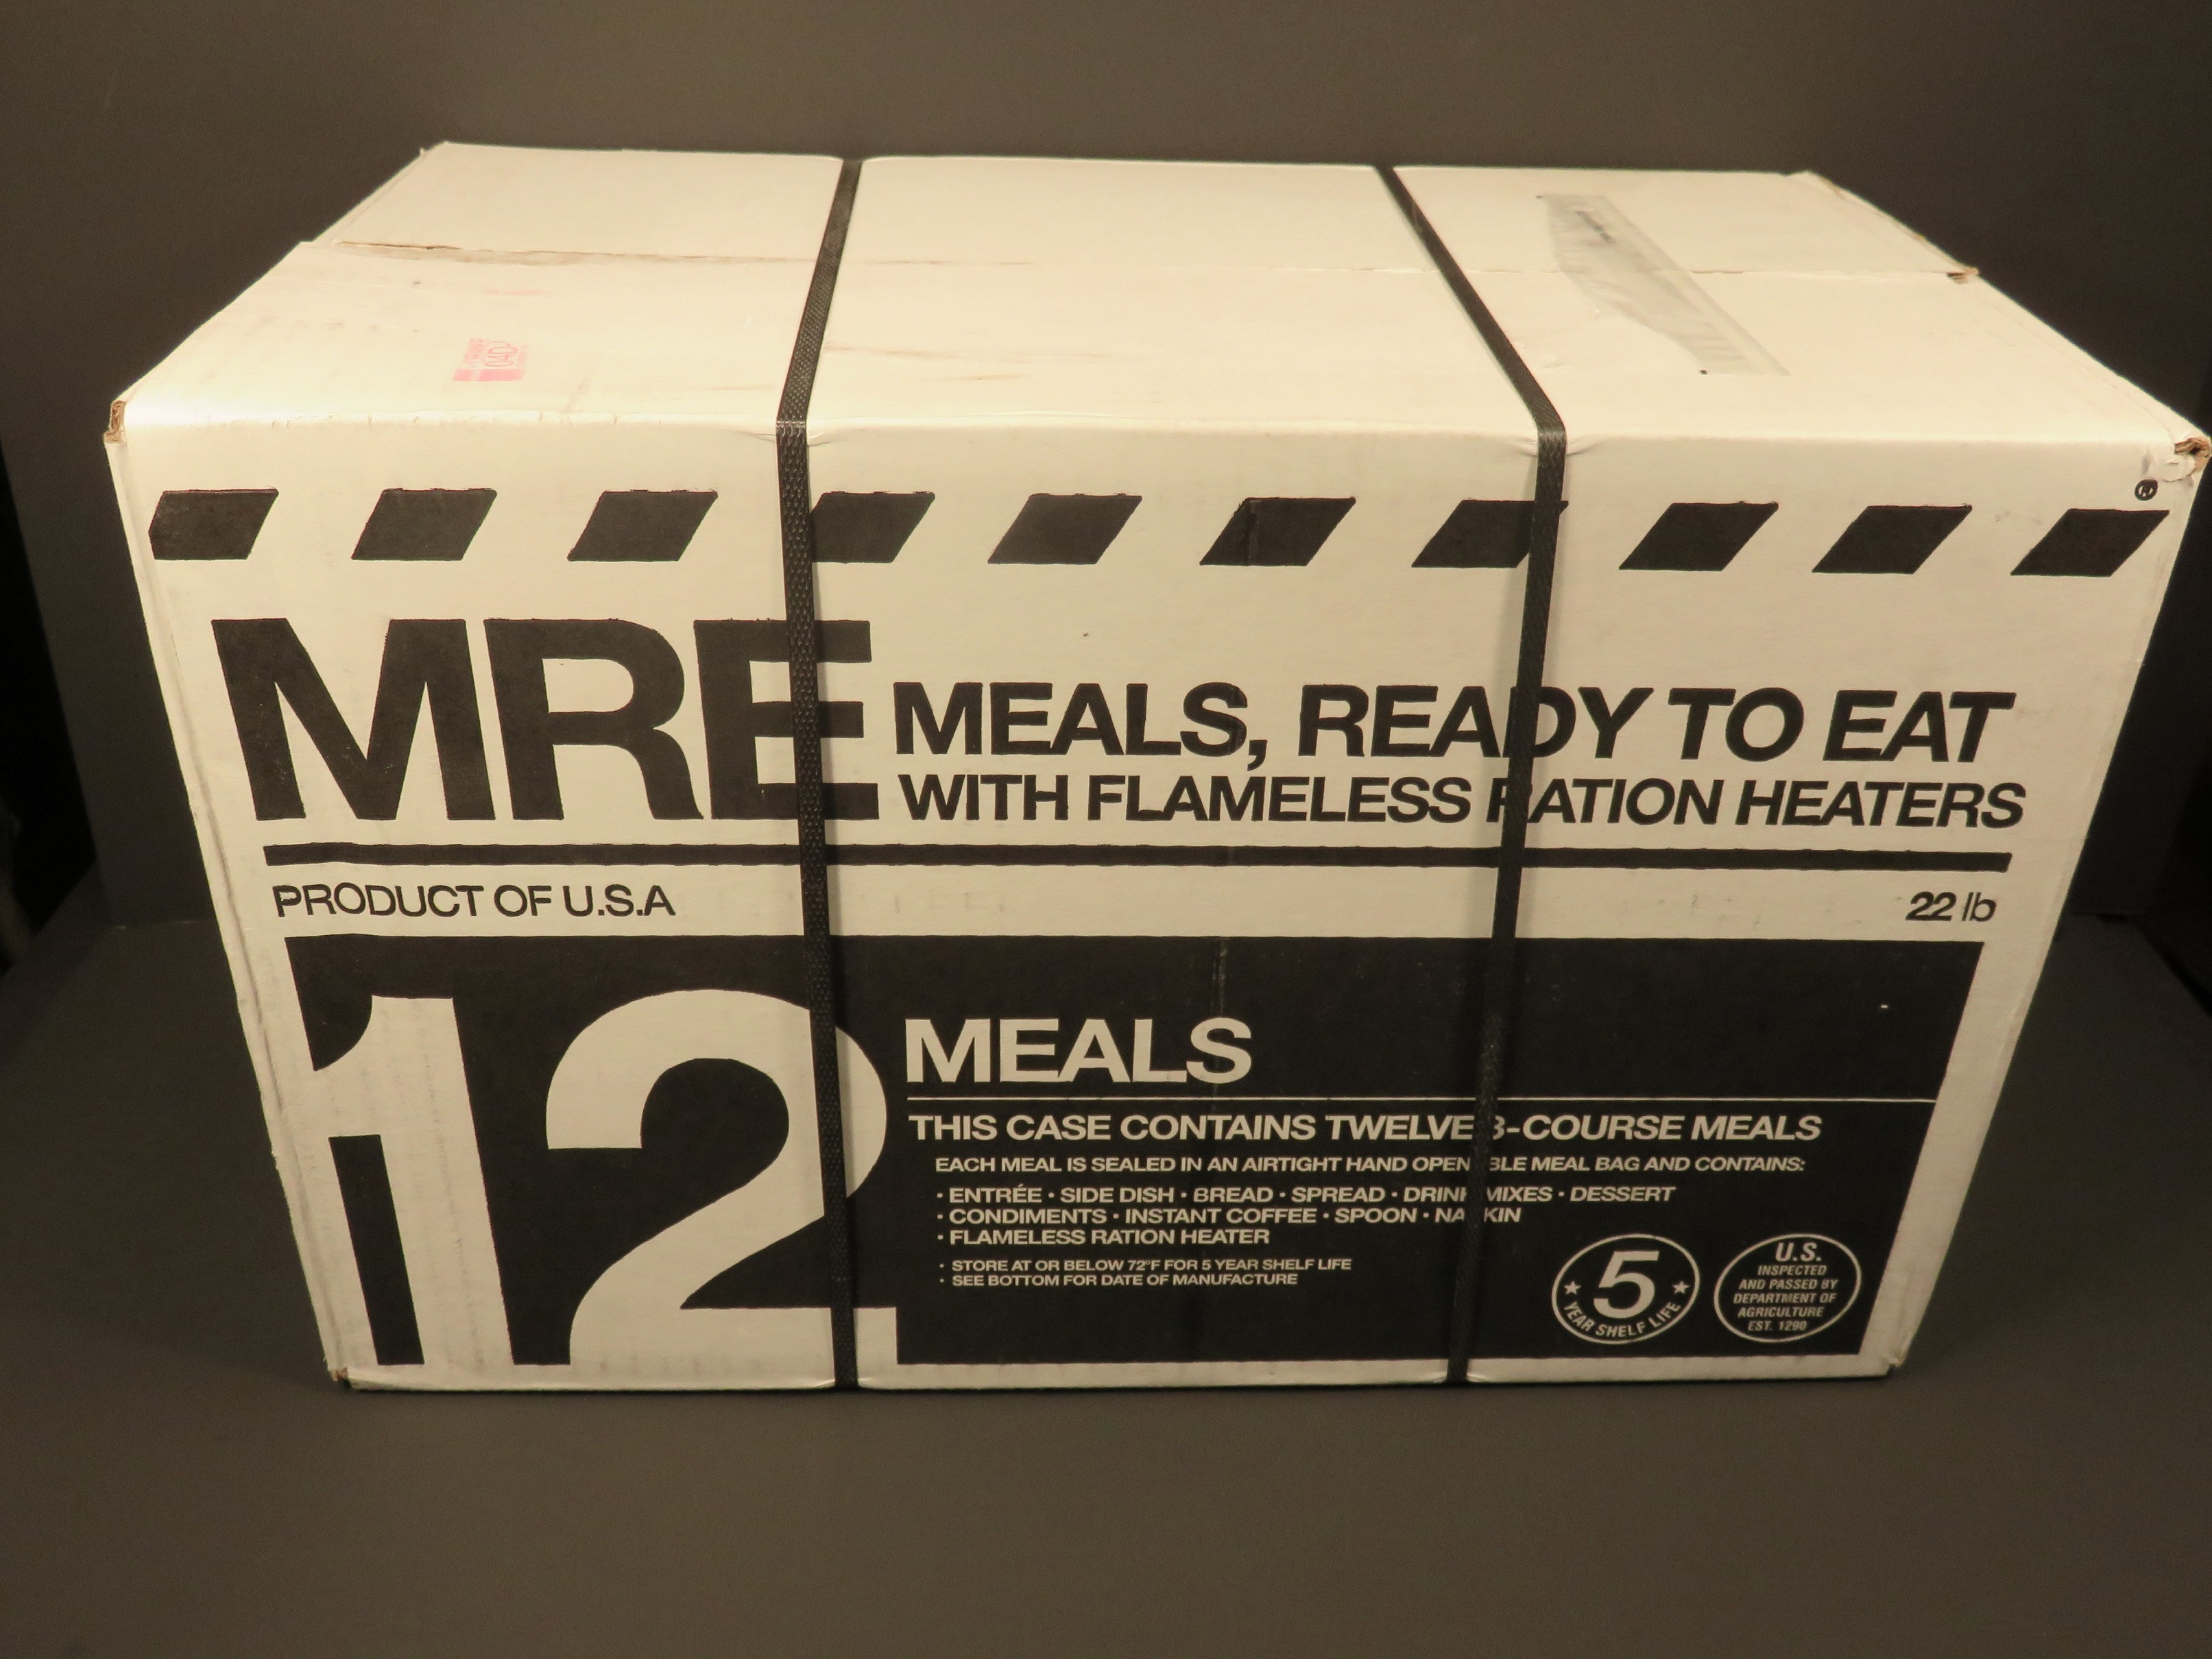 ®
MRE
MEALS, READY TO EAT
WITH FLAMELESS RATION HEATERS
PRODUCT OF U.S.A
22 lb
12
MEALS
THIS CASE CONTAINS TWELVE 3-COURSE MEALS
EACH MEAL IS SEALED IN AN AIRTIGHT HAND OPENABLE MEAL BAG AND CONTAINS:
· ENTRÉE · SIDE DISH · BREAD · SPREAD · DRINK MIXES · DESSERT
· CONDIMENTS · INSTANT COFFEE · SPOON · NAPKIN
· FLAMELESS RATION HEATER
· STORE AT OR BELOW 72°F FOR 5 YEAR SHELF LIFE
· SEE BOTTOM FOR DATE OF MANUFACTURE
5
YEAR SHELF LIFE
U.S.
INSPECTED
AND PASSED BY
DEPARTMENT OF
AGRICULTURE
EST. 1290